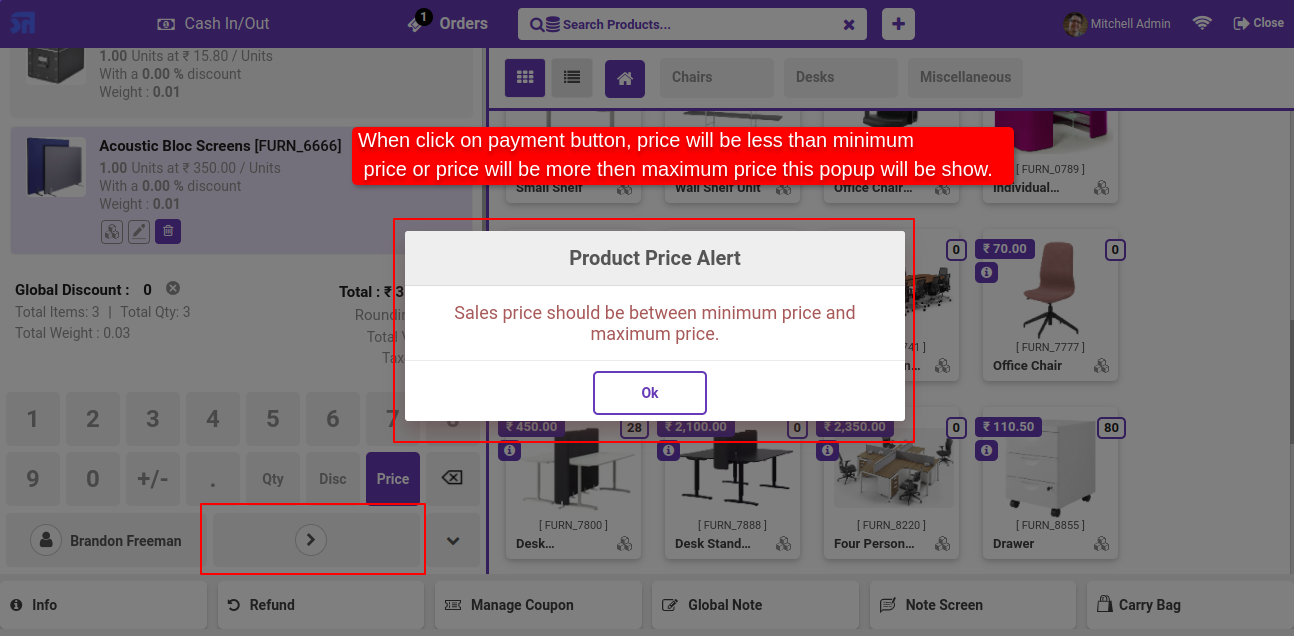 Cash In/Out
1
Orders
Search Products...
Mitchell Admin
Close
1.00 Units at ₹ 15.80 / Units
With a 0.00 % discount
Weight : 0.01
Acoustic Bloc Screens [FURN_6666]
1.00 Units at ₹ 350.00 / Units
With a 0.00 % discount
Weight : 0.01
Global Discount : 0
Total : ₹ 3
Total Items: 3 | Total Qty: 3
Total Weight : 0.03
Tax
1 2 3 4 5 6 7 8
9 0 +/- . Qty Disc Price
Brandon Freeman
Chairs
Desks
Miscellaneous
When click on payment button, price will be less than minimum
price or price will be more then maximum price this popup will be show.
[ FURN_0789 ]
Small Shelf
Wall Shelf Unit
Office Chair...
Individual...
Product Price Alert
Sales price should be between minimum price and
maximum price.
Ok
0
₹ 70.00
0
[ FURN_7777 ]
Office Chair
₹ 450.00
28
₹ 2,100.00
0
₹ 2,350.00
0
₹ 110.50
80
[ FURN_7800 ]
[ FURN_7888 ]
[ FURN_8220 ]
[ FURN_8855 ]
Desk...
Desk Stand...
Four Person...
Drawer
Info
Refund
Manage Coupon
Global Note
Note Screen
Carry Bag